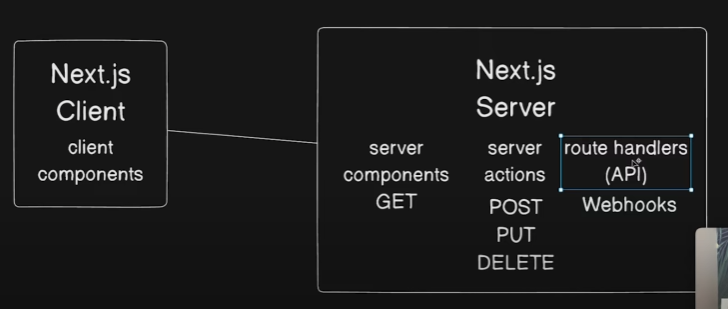 Next.js
Client
client
components
Next.js
Server
server
components
GET
server
actions
POST
PUT
DELETE
route handlers
(API)
Webhooks